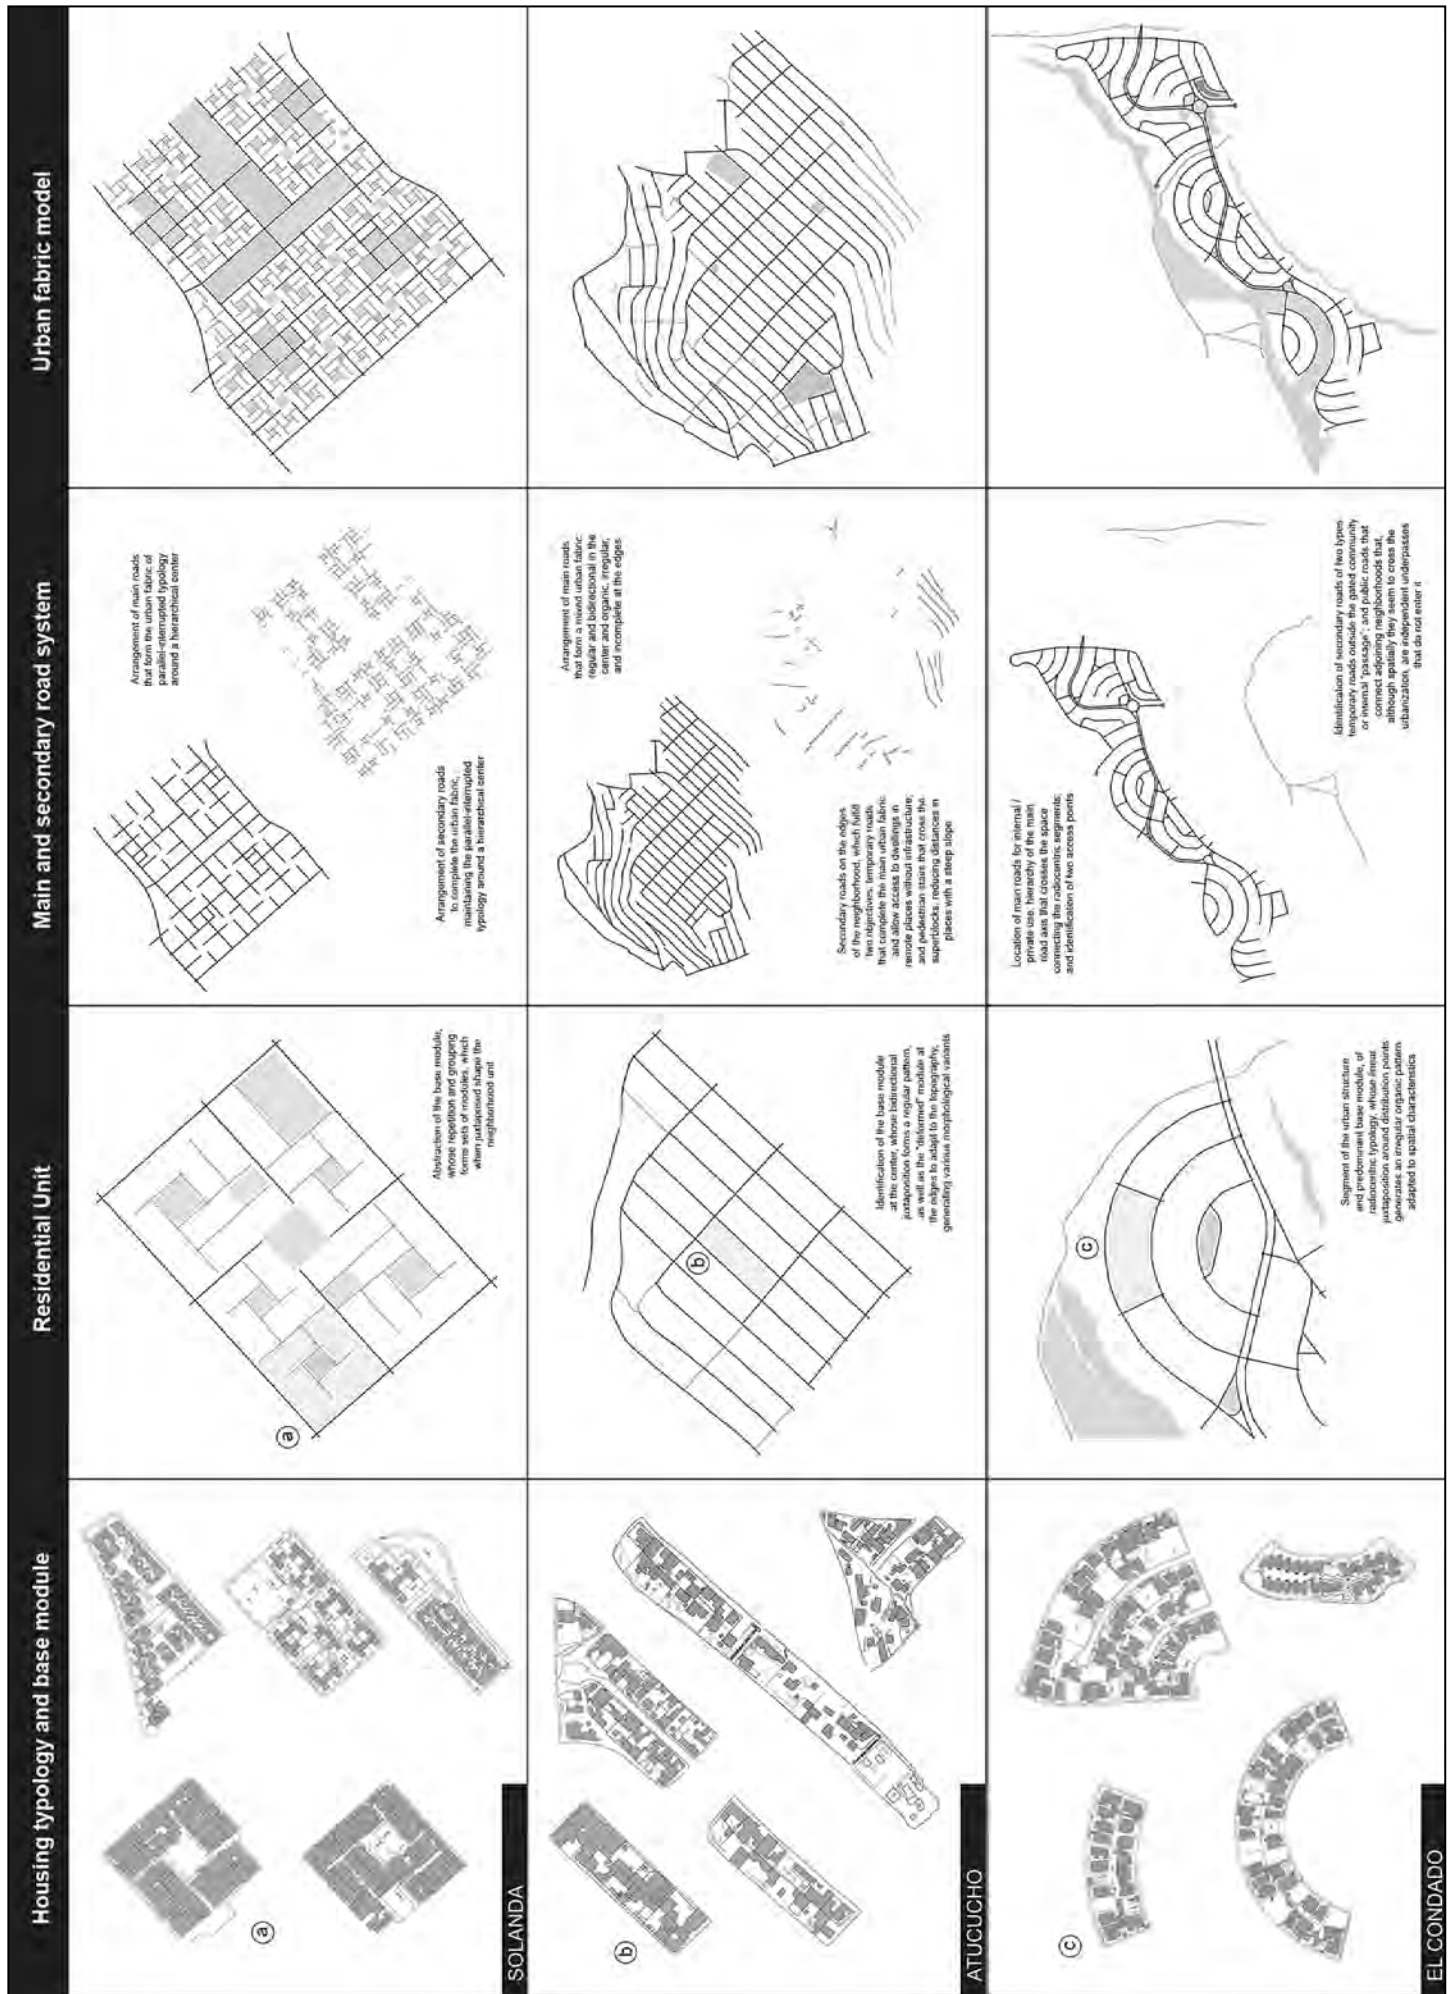 Housing typology and base module
Residential Unit
Main and secondary road system
Urban fabric model
a
a
Abstraction of the base module,
whose repetition and grouping
forms sets of modules, which
when juxtaposed shape the
neighborhood unit
Arrangement of main roads
that form the urban fabric of
parallel-interrupted typology
around a hierarchical center
Arrangement of secondary roads
to complete the urban fabric,
maintaining the parallel-interrupted
typology around a hierarchical center
SOLANDA
b
b
Identification of the base module
at the center, whose bidirectional
juxtaposition forms a regular pattern,
as well as the "deformed" module at
the edges to adapt to the topography,
generating various morphological variants
Arrangement of main roads
that form a mixed urban fabric:
regular and bidirectional in the
center and organic, irregular,
and incomplete at the edges
Secondary roads on the edges
of the neighborhood, which fulfill
two objectives: temporary roads
that complete the main urban fabric
and allow access to dwellings in
remote places without infrastructure;
and pedestrian stairs that cross the
superblocks, reducing distances in
places with a steep slope
ATUCUCHO
c
c
Segment of the urban structure
and predominant base module, of
radiocentric typology, whose linear
juxtaposition around distribution points
generates an irregular organic pattern
adapted to spatial characteristics
Location of main roads for internal /
private use, hierarchy of the main
road axis that crosses the space
connecting the radiocentric segments;
and identification of two access points
Identification of secondary roads of two types:
temporary roads outside the gated community
or internal "passage"; and public roads that
connect adjoining neighborhoods that,
although spatially they seem to cross the
urbanization, are independent underpasses
that do not enter it
EL CONDADO